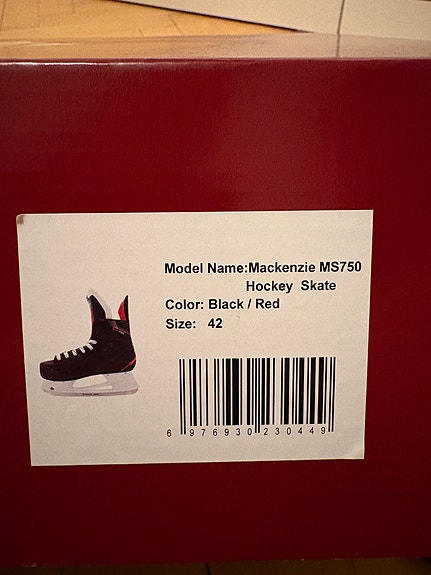 Model Name:Mackenzie MS750
Hockey Skate
Color: Black / Red
Size: 42
6 976930 230449